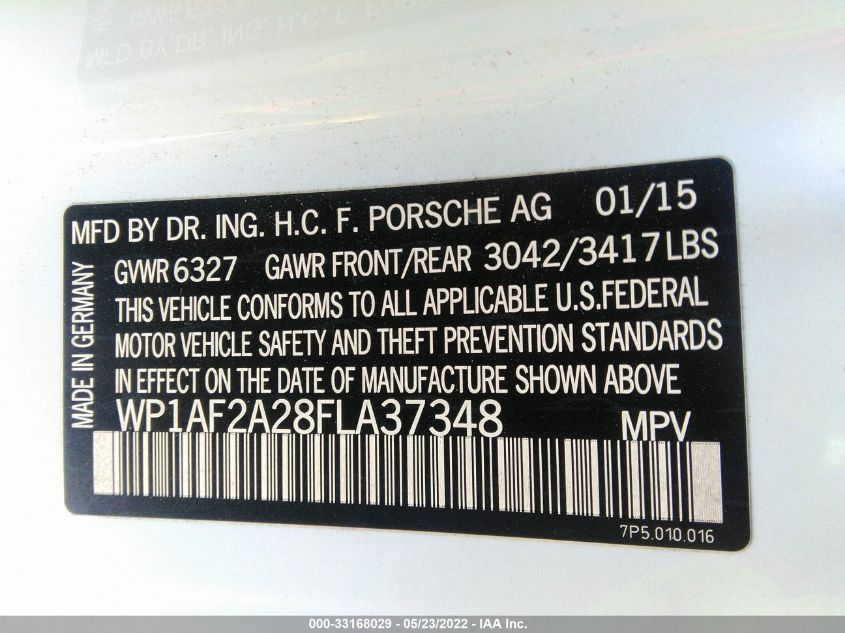 MFD BY DR. ING. H.C. F. PORSCHE AG 01/15
GVWR 6327 GAWR FRONT/REAR 3042/3417 LBS
THIS VEHICLE CONFORMS TO ALL APPLICABLE U.S.FEDERAL
MOTOR VEHICLE SAFETY AND THEFT PREVENTION STANDARDS
IN EFFECT ON THE DATE OF MANUFACTURE SHOWN ABOVE
WP1AF2A28FLA37348 MPV
MADE IN GERMANY
7P5.010.016
000-33168029 - 05/23/2022 - IAA Inc.